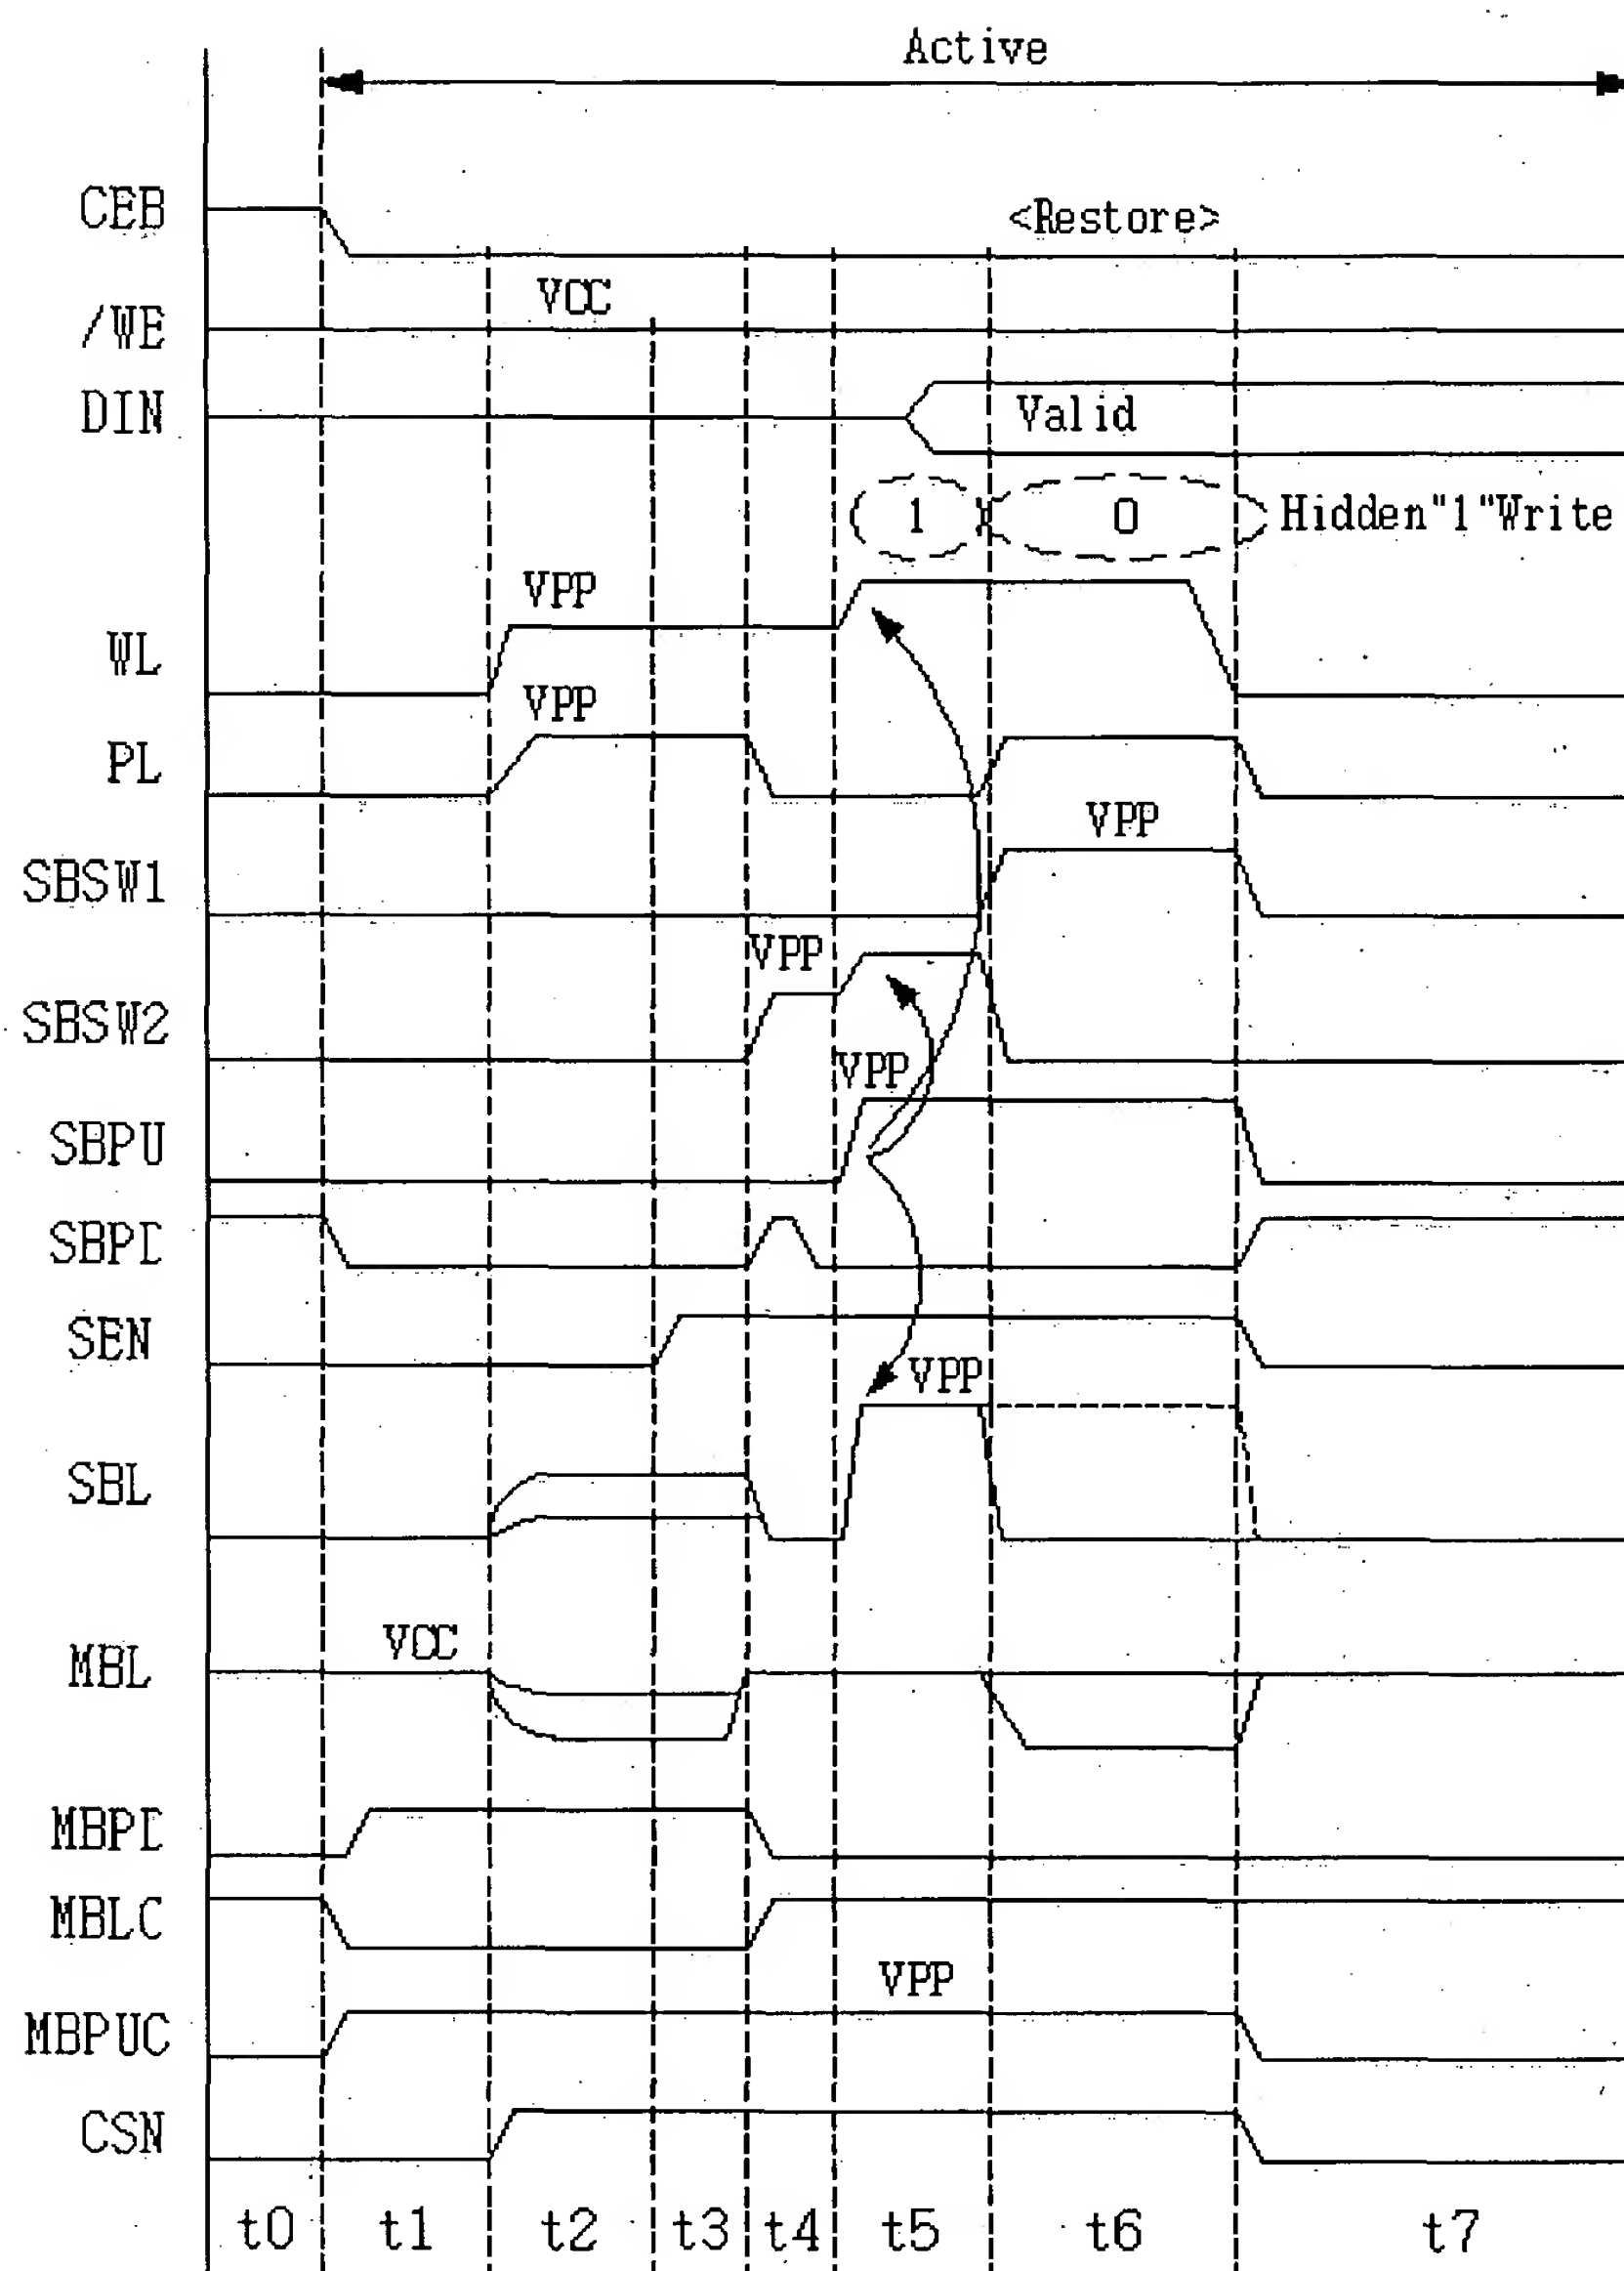 Active
CEB
<Restore>
VCC
/WE
DIN
Valid
1 0 Hidden"1"Write
VPP
WL
VPP
PL
VPP
SBSW1
VPP
SBSW2
VPP
SBPU
SBPD
SEN
VPP
SBL
VCC
MBL
MBPD
MBLC
VPP
MBPUC
CSN
t0 t1 t2 t3 t4 t5 t6 t7